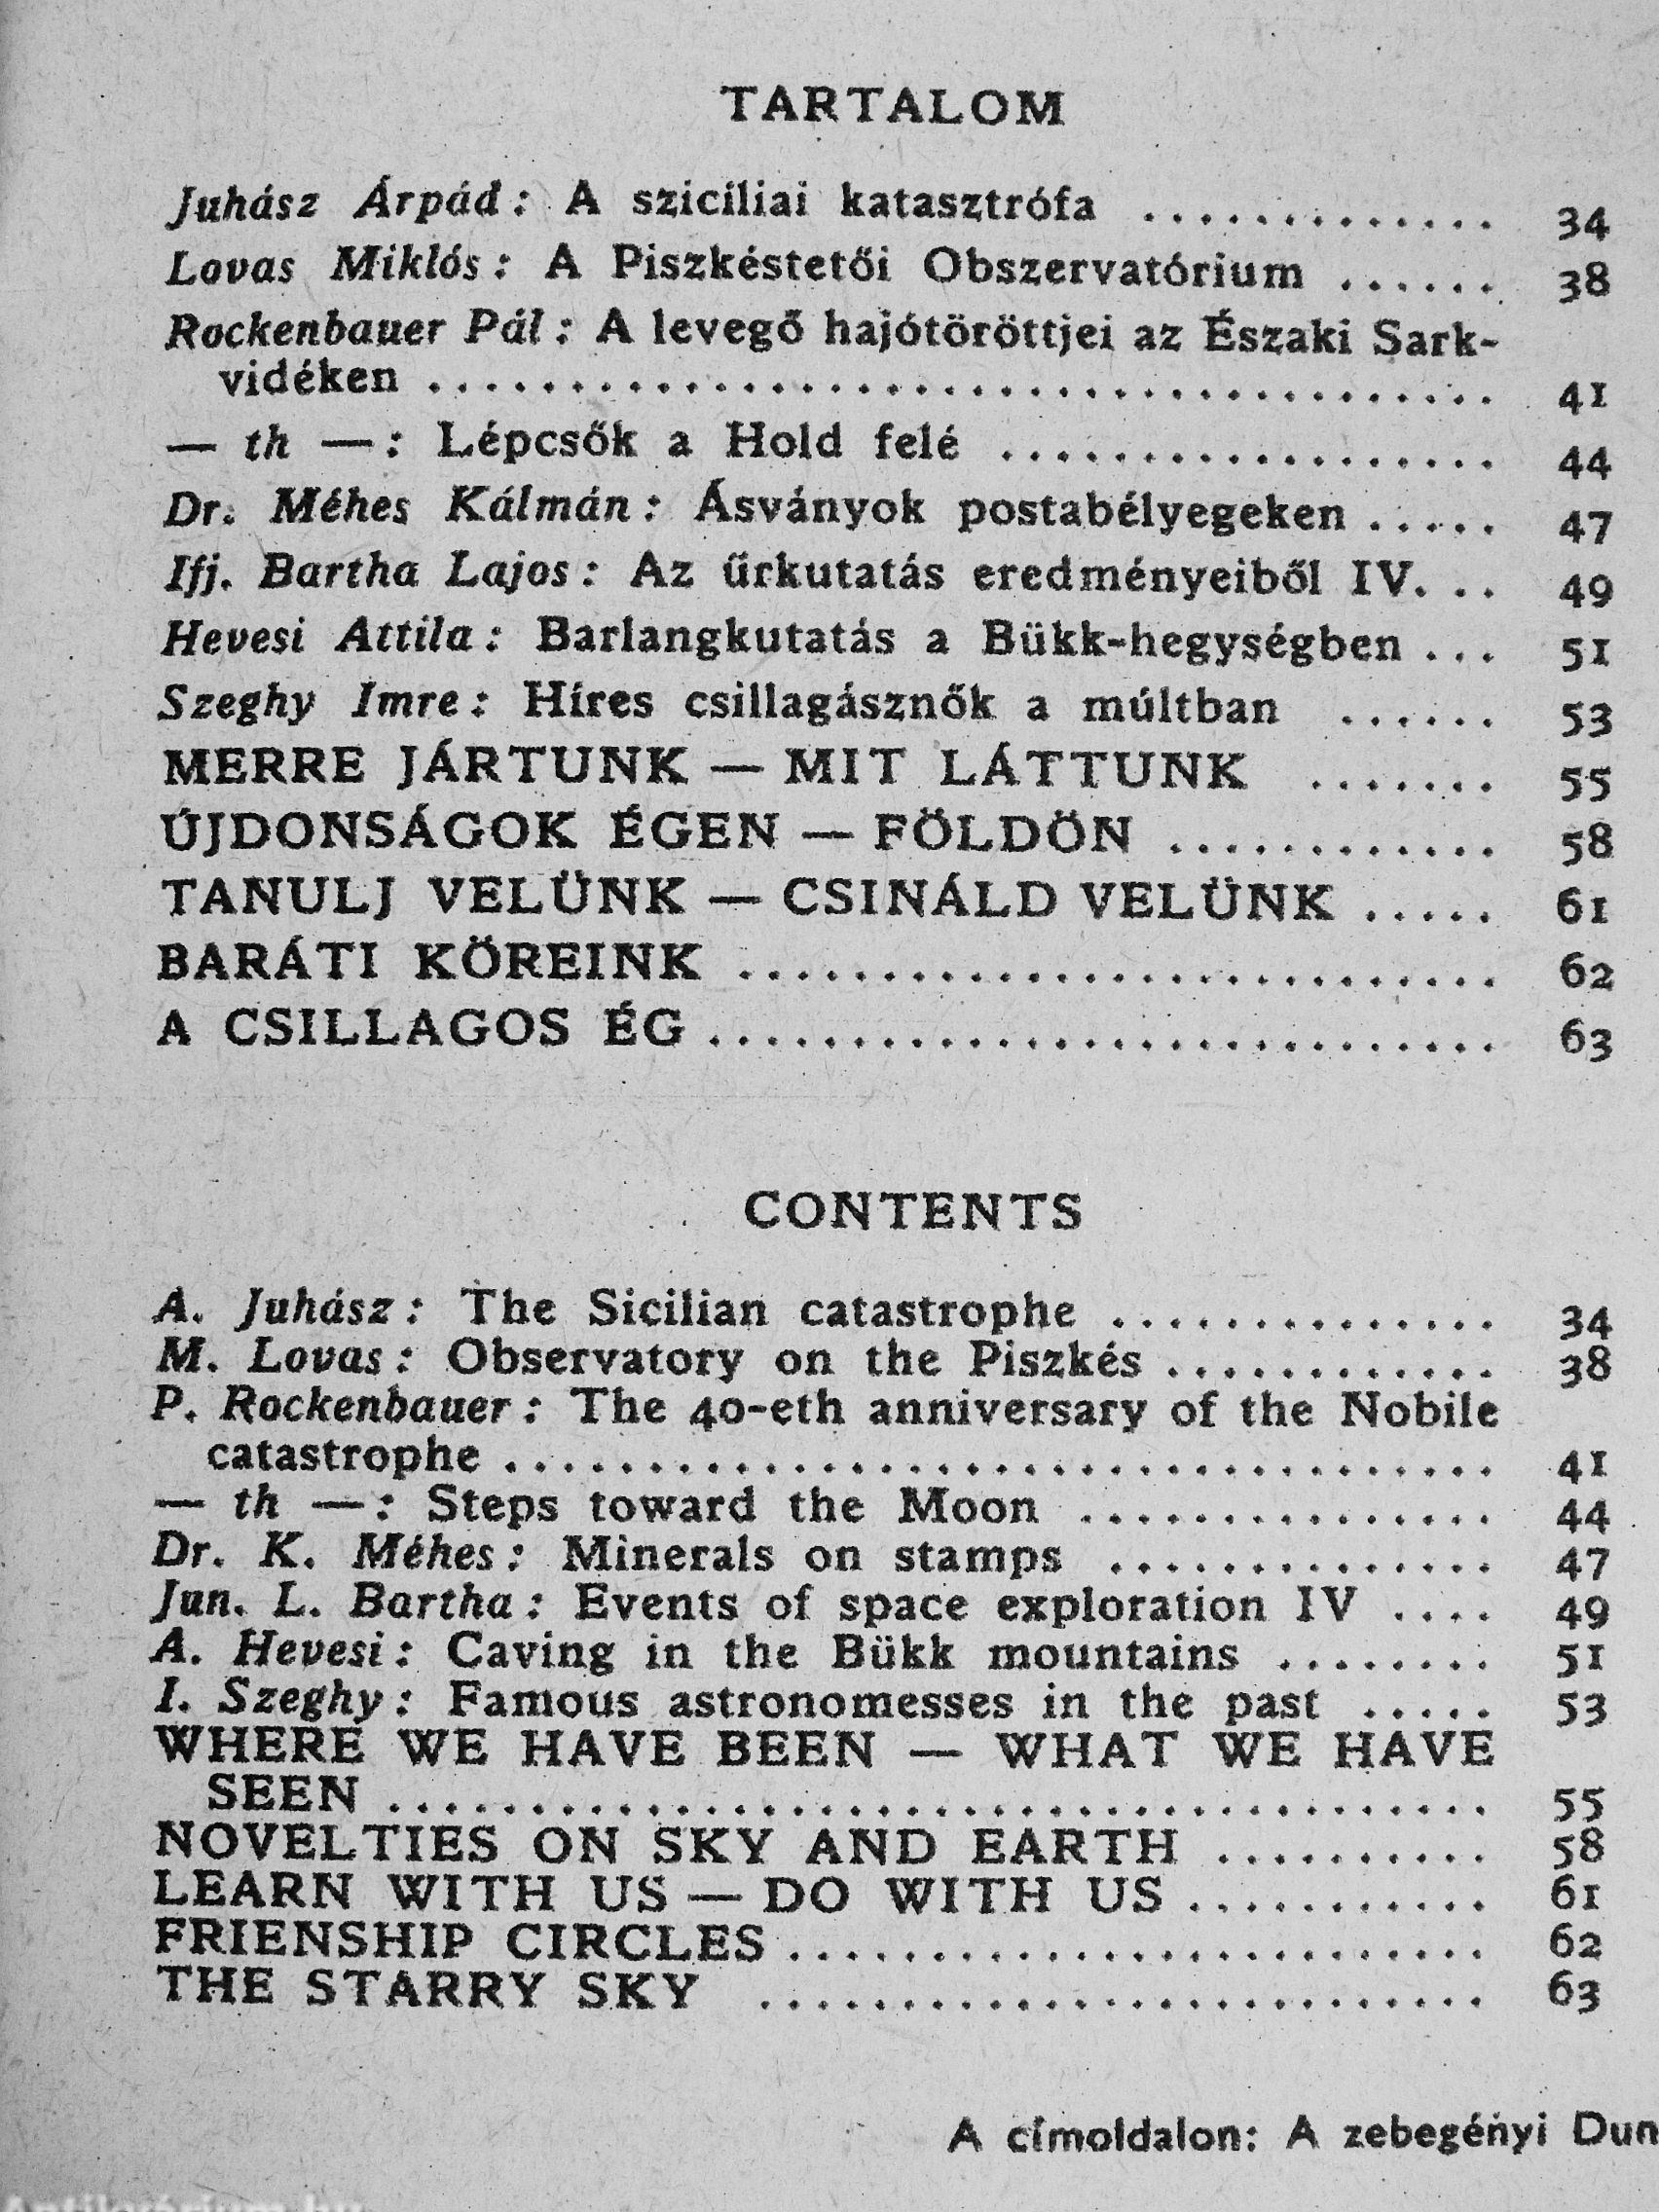 TARTALOM
Juhász Árpád: A sziciliai katasztrófa ............. 34
Lovas Miklós: A Piszkéstetői Obszervatórium ...... 38
Rockenbauer Pál: A levegő hajótöröttjei az Északi Sark-
vidéken ...................................... 41
— th —: Lépcsők a Hold felé .................. 44
Dr. Méhes Kálmán: Ásványok postabélyegeken ..... 47
Ifj. Bartha Lajos: Az űrkutatás eredményeiből IV. .. 49
Hevesi Attila: Barlangkutatás a Bükk-hegységben ... 51
Szeghy Imre: Híres csillagásznők a múltban ...... 53
MERRE JÁRTUNK — MIT LÁTTUNK ....... 55
ÚJDONSÁGOK ÉGEN — FÖLDÖN ............ 58
TANULJ VELÜNK — CSINÁLD VELÜNK ..... 61
BARÁTI KÖREINK ........................... 62
A CSILLAGOS ÉG ............................ 63
CONTENTS
A. Juhász: The Sicilian catastrophe .............. 34
M. Lovas: Observatory on the Piszkés ............ 38
P. Rockenbauer: The 40-eth anniversary of the Nobile
catastrophe ................................... 41
— th —: Steps toward the Moon ............... 44
Dr. K. Méhes: Minerals on stamps .............. 47
Jun. L. Bartha: Events of space exploration IV .... 49
A. Hevesi: Caving in the Bükk mountains ........ 51
I. Szeghy: Famous astronomesses in the past ..... 53
WHERE WE HAVE BEEN — WHAT WE HAVE
SEEN ....................................... 55
NOVELTIES ON SKY AND EARTH .......... 58
LEARN WITH US — DO WITH US ........... 61
FRIENSHIP CIRCLES ......................... 62
THE STARRY SKY .......................... 63
A címoldalon: A zebegényi Dun